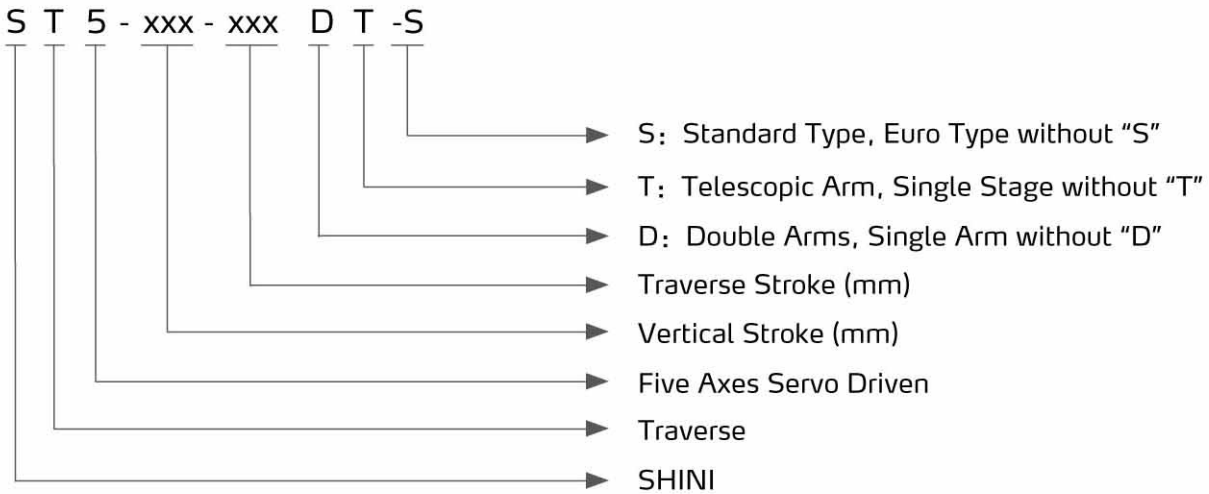 S T 5 - xxx - xxx D T -S
S: Standard Type, Euro Type without “S”
T: Telescopic Arm, Single Stage without “T”
D: Double Arms, Single Arm without “D”
Traverse Stroke (mm)
Vertical Stroke (mm)
Five Axes Servo Driven
Traverse
SHINI